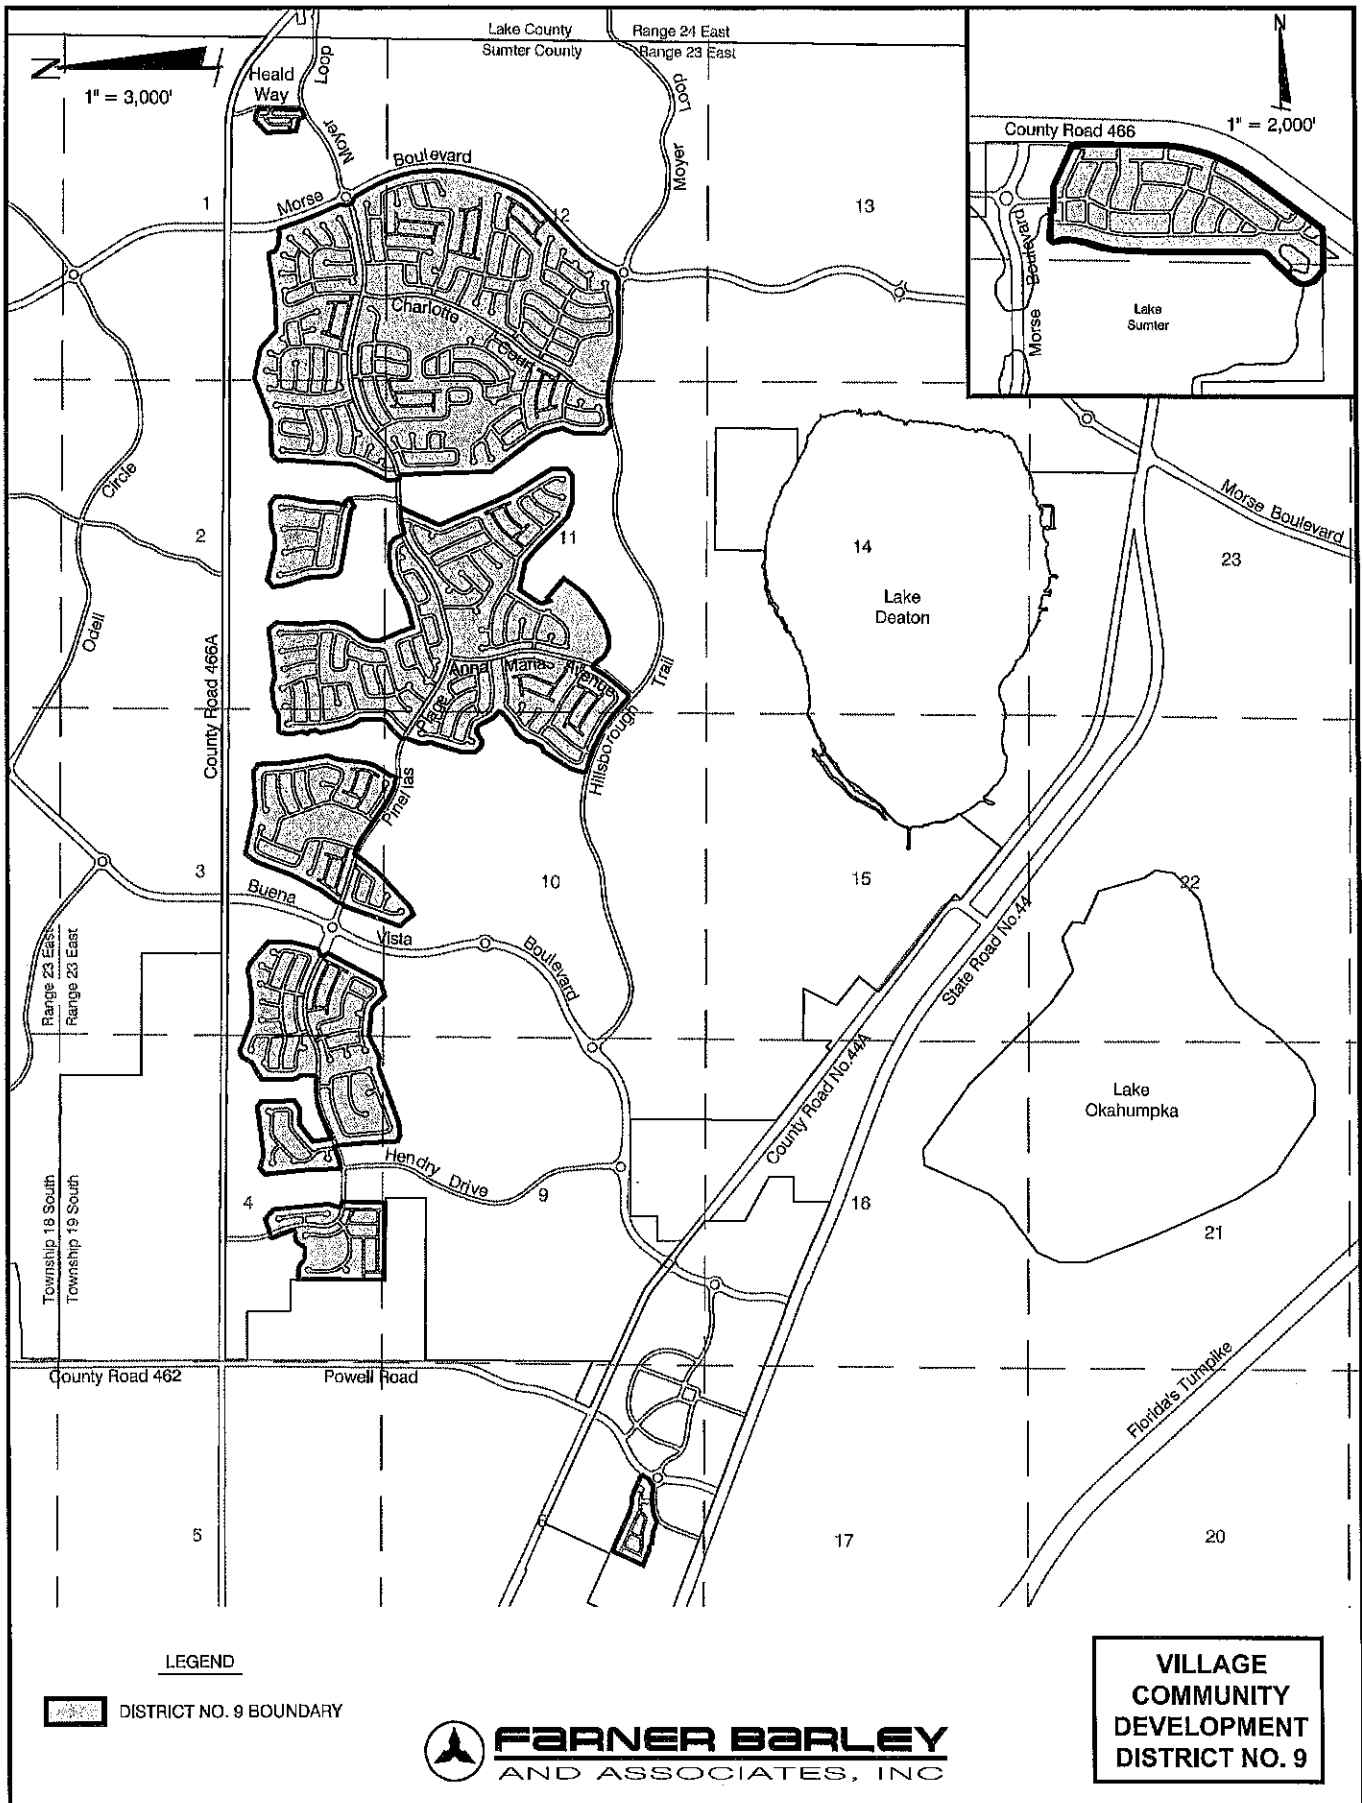 Lake County
Sumter County
Range 24 East
Range 23 East
N
1" = 3,000'
Heald
Way
Loop
Moyer
Boulevard
Morse
Loop
Moyer
N
1" = 2,000'
County Road 466
Morse
Boulevard
Lake
Sumter
1
12
13
Charlotte
Court
Circle
Odell
2
11
14
Lake
Deaton
Morse Boulevard
23
County Road 466A
Anna Maria Avenue
Place
Pinellas
Hillsborough
Trail
3
10
15
22
Buena
Vista
Boulevard
Range 23 East
Range 23 East
State Road No.44
County Road No.44A
Lake
Okahumpka
Hendry Drive
4
9
16
21
Township 18 South
Township 19 South
County Road 462
Powell Road
Florida's Turnpike
5
17
20
LEGEND
DISTRICT NO. 9 BOUNDARY
FARNER BARLEY
AND ASSOCIATES, INC
VILLAGE
COMMUNITY
DEVELOPMENT
DISTRICT NO. 9